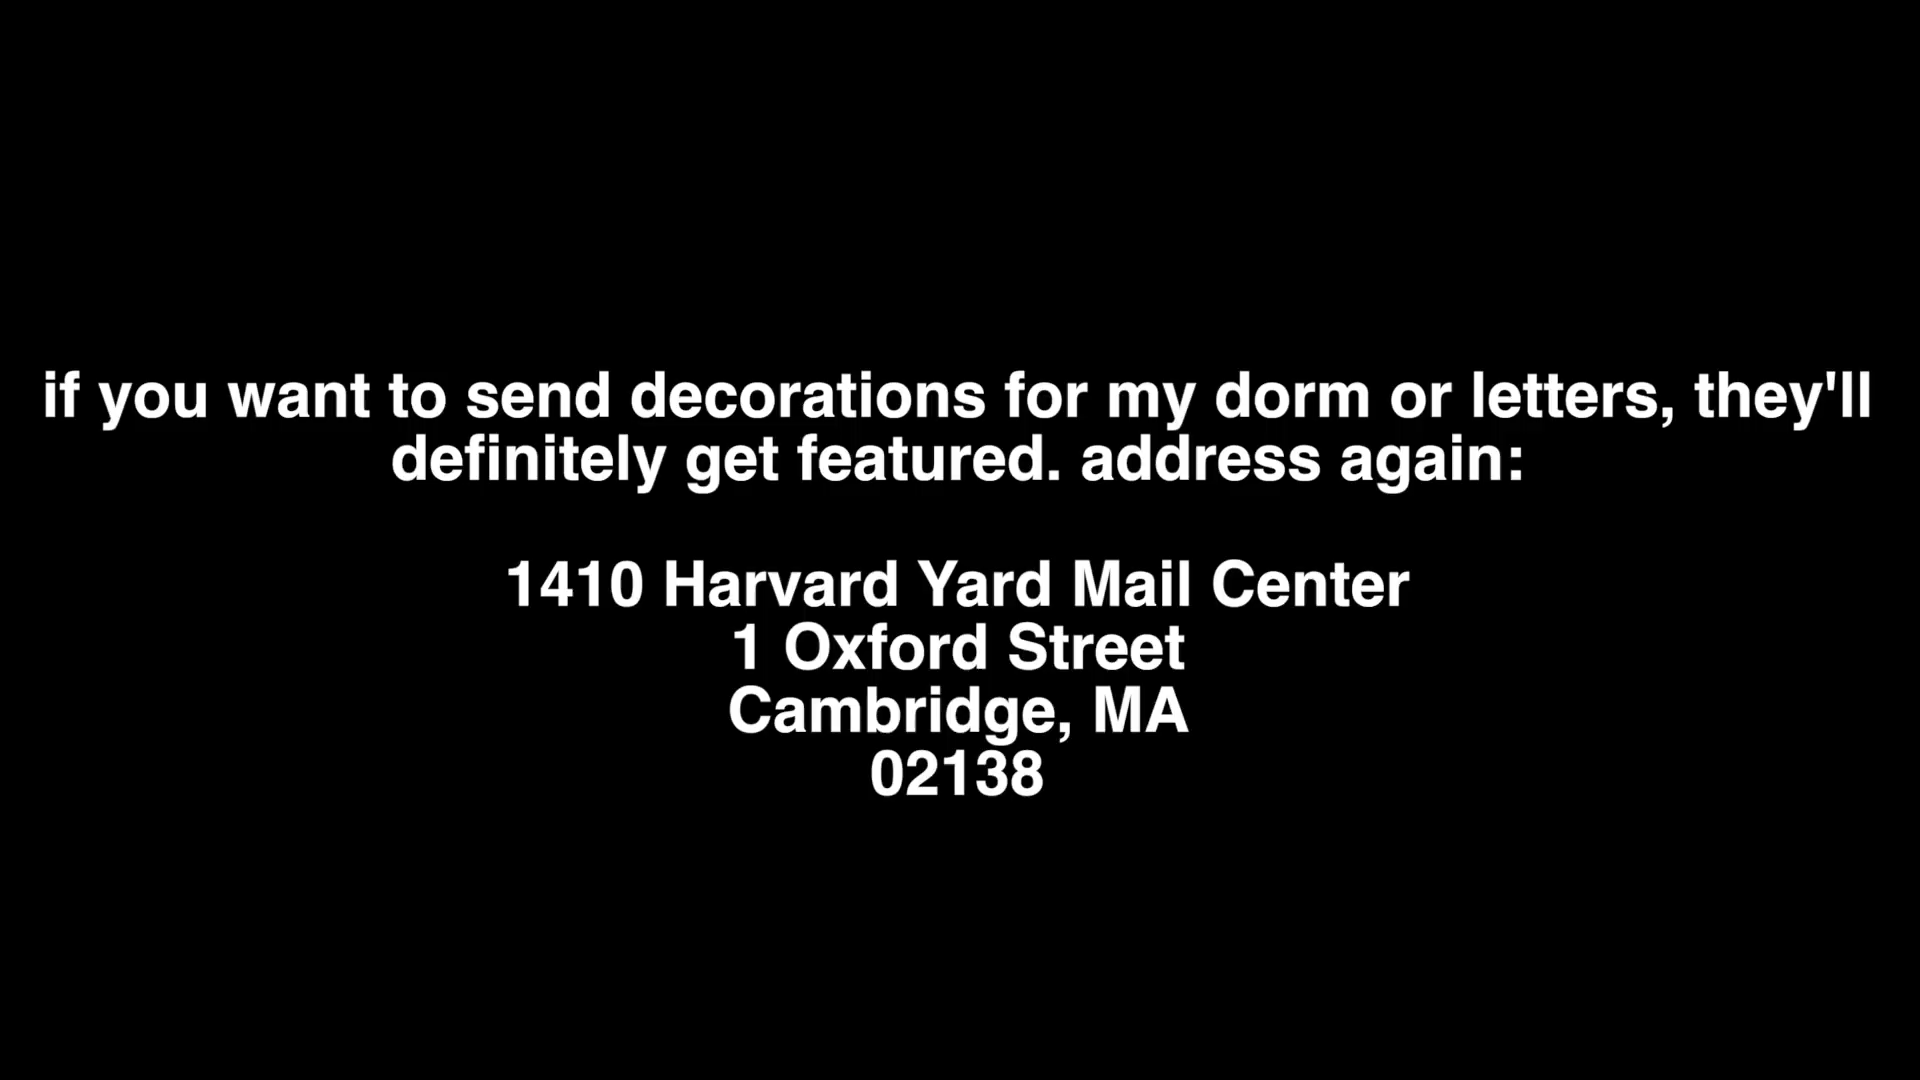 if you want to send decorations for my dorm or letters, they'll
definitely get featured. address again:
1410 Harvard Yard Mail Center
1 Oxford Street
Cambridge, MA
02138